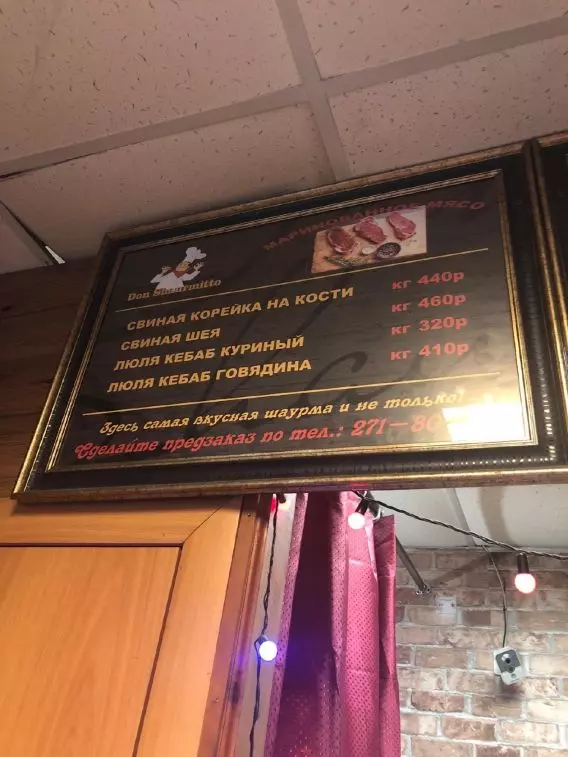 МАРИНОВАННОЕ МЯСО
Don Shaurmitto
СВИНАЯ КОРЕЙКА НА КОСТИ кг 440р
СВИНАЯ ШЕЯ кг 460р
ЛЮЛЯ КЕБАБ КУРИНЫЙ кг 320р
ЛЮЛЯ КЕБАБ ГОВЯДИНА кг 410р
Здесь самая вкусная шаурма и не только!
Сделайте предзаказ по тел.: 271-80